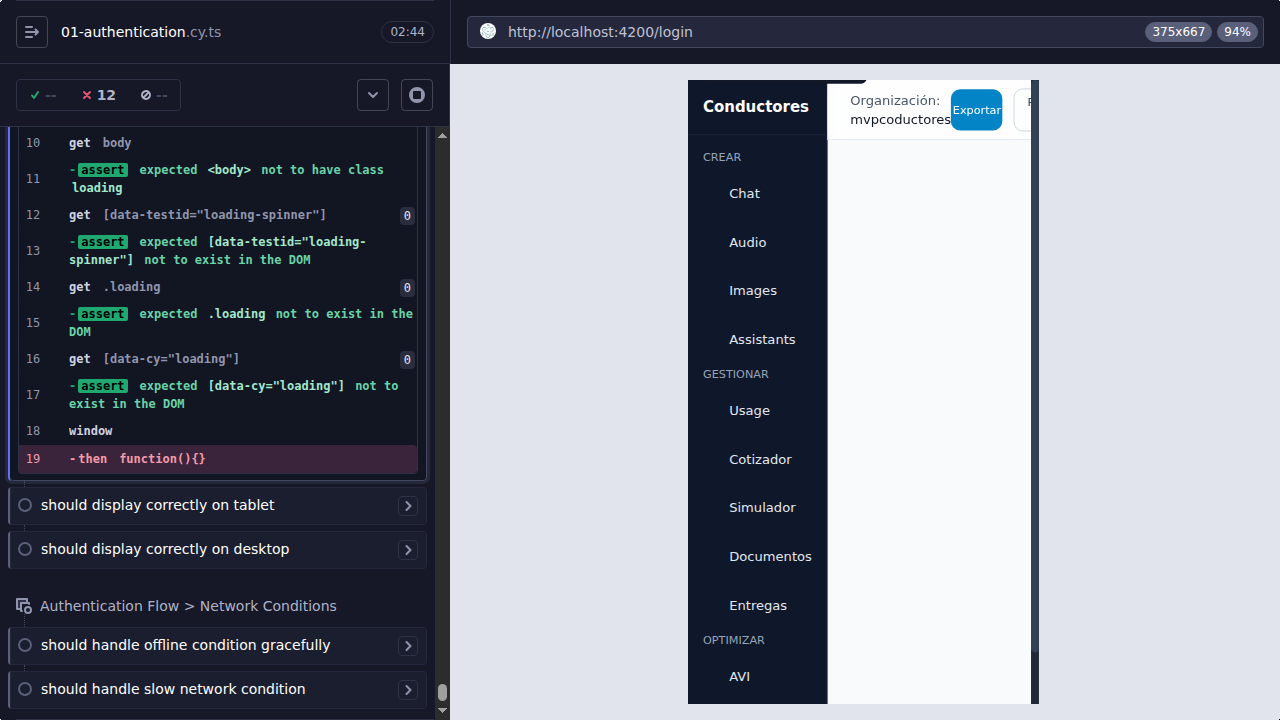 01-authentication.cy.ts
02:44
http://localhost:4200/login
375x667
94%
--
12
--
10 get body
11 -assert expected <body> not to have class
loading
12 get [data-testid="loading-spinner"] 0
13 -assert expected [data-testid="loading-
spinner"] not to exist in the DOM
14 get .loading 0
15 -assert expected .loading not to exist in the
DOM
16 get [data-cy="loading"] 0
17 -assert expected [data-cy="loading"] not to
exist in the DOM
18 window
19 -then function(){}
should display correctly on tablet
should display correctly on desktop
Authentication Flow > Network Conditions
should handle offline condition gracefully
should handle slow network condition
Conductores
Organización:
mvpcoductores
Exportar
CREAR
Chat
Audio
Images
Assistants
GESTIONAR
Usage
Cotizador
Simulador
Documentos
Entregas
OPTIMIZAR
AVI